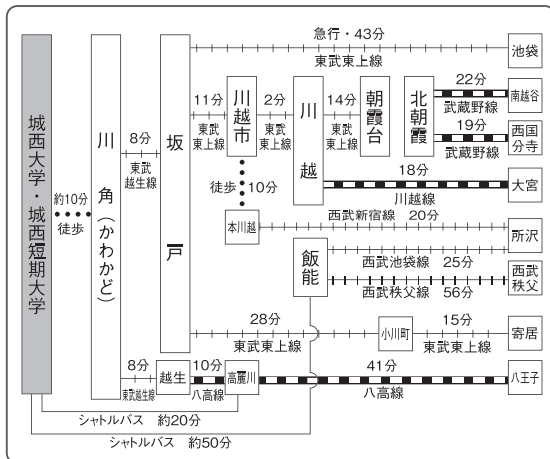 急行・43分
東武東上線
池袋
城西大学・城西短期大学
約10分
徒歩
川角(かわかど)
8分
東武
越生線
坂戸
11分
東武
東上線
川越市
2分
東武
東上線
川越
14分
東武
東上線
朝霞台
北朝霞
22分
武蔵野線
南越谷
19分
武蔵野線
西国
分寺
18分
川越線
大宮
徒歩
10分
本川越
西武新宿線 20分
所沢
飯能
西武池袋線 25分
西武秩父線 56分
西武
秩父
28分
東武東上線
小川町
15分
東武東上線
寄居
8分
東武越生線
越生
10分
八高線
高麗川
41分
八高線
八王子
シャトルバス 約20分
シャトルバス 約50分